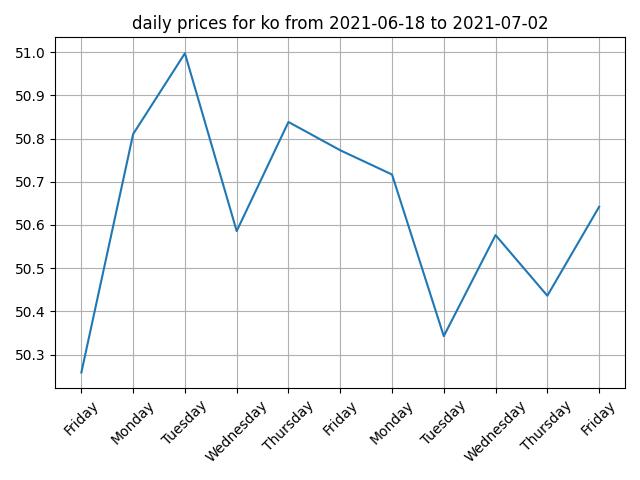 daily prices for ko from 2021-06-18 to 2021-07-02
51.0
50.9
50.8
50.7
50.6
50.5
50.4
50.3
Friday
Monday
Tuesday
Wednesday
Thursday
Friday
Monday
Tuesday
Wednesday
Thursday
Friday